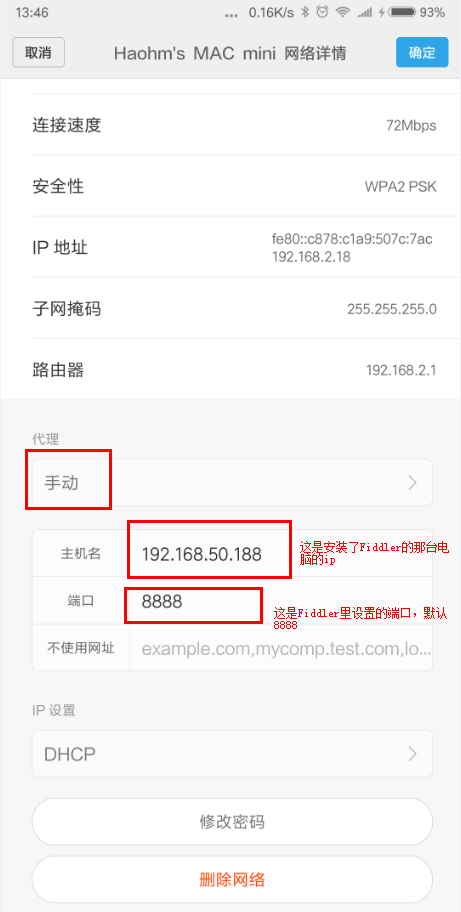 13:46
... 0.16K/s 93%
取消
Haohm's MAC mini 网络详情
确定
连接速度
72Mbps
安全性
WPA2 PSK
IP 地址
fe80::c878:c1a9:507c:7ac
192.168.2.18
子网掩码
255.255.255.0
路由器
192.168.2.1
代理
手动
主机名
192.168.50.188
这是安装了Fiddler的那台电
脑的ip
端口
8888
这是Fiddler里设置的端口，默认
8888
不使用网址
example.com,mycomp.test.com,lo...
IP 设置
DHCP
修改密码
删除网络